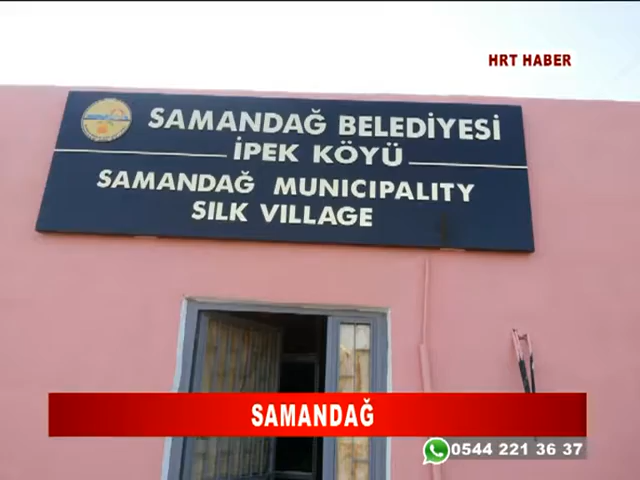 HRT HABER
SAMANDAĞ BELEDİYESİ
İPEK KÖYÜ
SAMANDAĞ MUNICIPALITY
SILK VILLAGE
SAMANDAĞ
0544 221 36 37